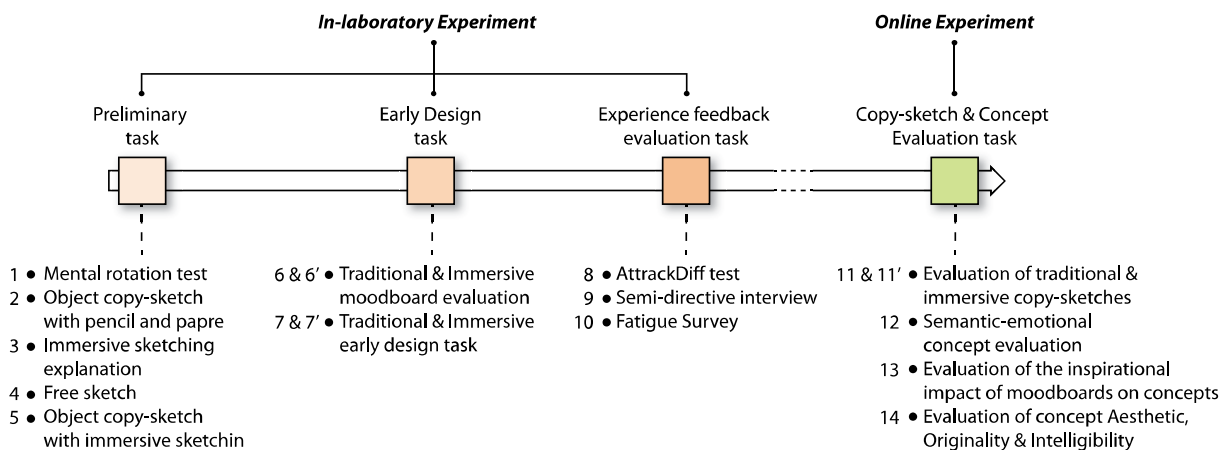 In-laboratory Experiment
Online Experiment
Preliminary
task
Early Design
task
Experience feedback
evaluation task
Copy-sketch & Concept
Evaluation task
1 • Mental rotation test
2 • Object copy-sketch
with pencil and papre
3 • Immersive sketching
explanation
4 • Free sketch
5 • Object copy-sketch
with immersive sketchin
6 & 6’ • Traditional & Immersive
moodboard evaluation
7 & 7’ • Traditional & Immersive
early design task
8 • AttrackDiff test
9 • Semi-directive interview
10 • Fatigue Survey
11 & 11’ • Evaluation of traditional &
immersive copy-sketches
12 • Semantic-emotional
concept evaluation
13 • Evaluation of the inspirational
impact of moodboards on concepts
14 • Evaluation of concept Aesthetic,
Originality & Intelligibility